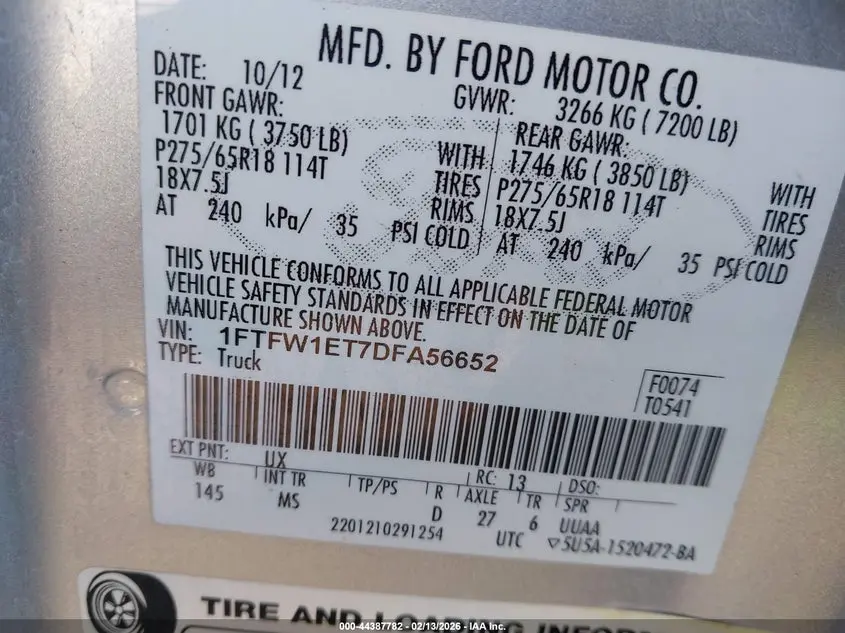 MFD. BY FORD MOTOR CO.
DATE: 10/12
GVWR: 3266 KG ( 7200 LB)
FRONT GAWR:
1701 KG ( 3750 LB)
P275/65R18 114T
18X7.5J
WITH
TIRES
RIMS
AT 240 kPa/ 35 PSI COLD
REAR GAWR:
1746 KG ( 3850 LB)
P275/65R18 114T
18X7.5J
WITH
TIRES
RIMS
AT 240 kPa/ 35 PSI COLD
THIS VEHICLE CONFORMS TO ALL APPLICABLE FEDERAL MOTOR
VEHICLE SAFETY STANDARDS IN EFFECT ON THE DATE OF
MANUFACTURE SHOWN ABOVE.
VIN: 1FTFW1ET7DFA56652
TYPE: Truck
F0074
T0541
EXT PNT: UX RC: 13 DSO:
WB INT TR TP/PS R AXLE TR SPR
145 MS D 27 6 UUAA
2201210291254 UTC ▽5U5A-1520472-BA
TIRE AND LOADING INFOR
000-44387782 - 02/13/2026 - IAA Inc.